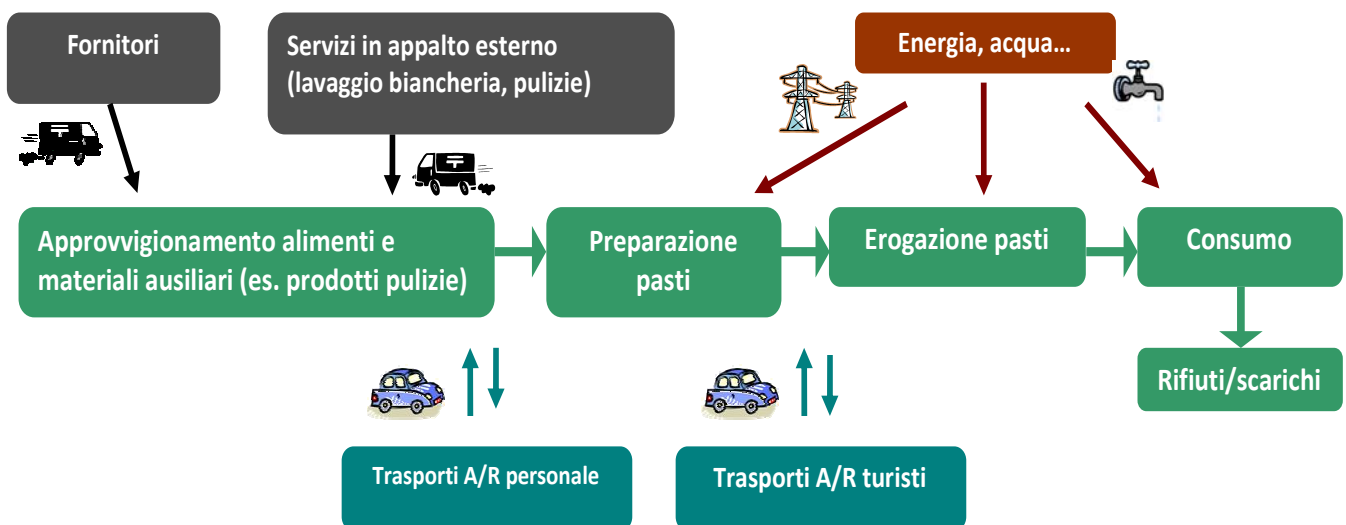 Fornitori
Servizi in appalto esterno
(lavaggio biancheria, pulizie)
Energia, acqua...
Approvvigionamento alimenti e
materiali ausiliari (es. prodotti pulizie)
Preparazione
pasti
Erogazione pasti
Consumo
Rifiuti/scarichi
Trasporti A/R personale
Trasporti A/R turisti